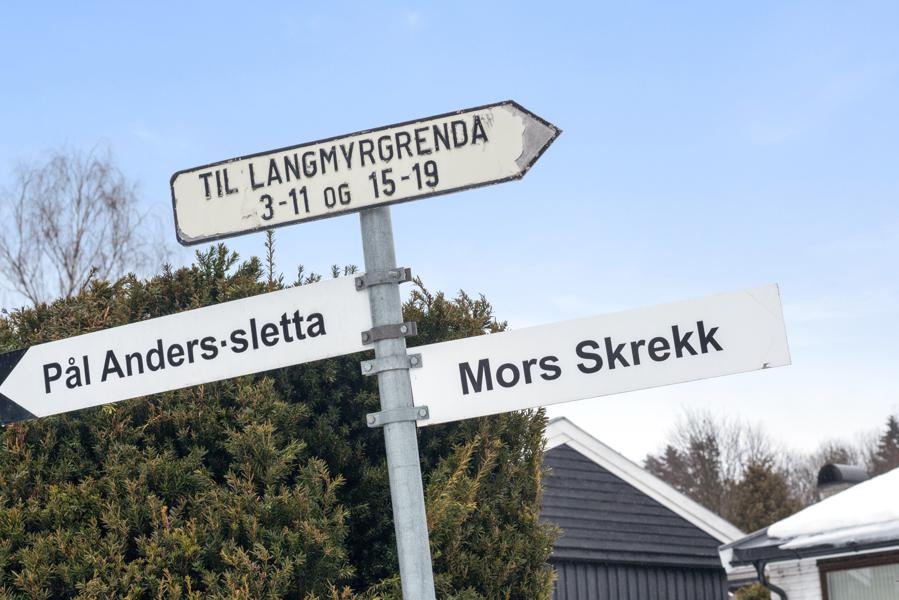 TIL LANGMYRGRENDA
3-11 OG 15-19
Pål Anders·sletta
Mors Skrekk